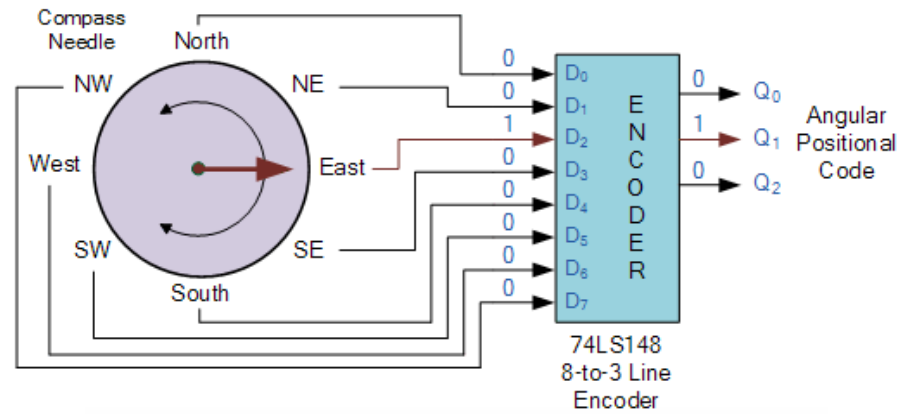 Compass
Needle
North
NW
NE
West
East
SW
SE
South
0
0
1
0
0
0
0
0
D₀
D₁
D₂
D₃
D₄
D₅
D₆
D₇
ENCODER
0
1
0
Q₀
Q₁
Q₂
Angular
Positional
Code
74LS148
8-to-3 Line
Encoder